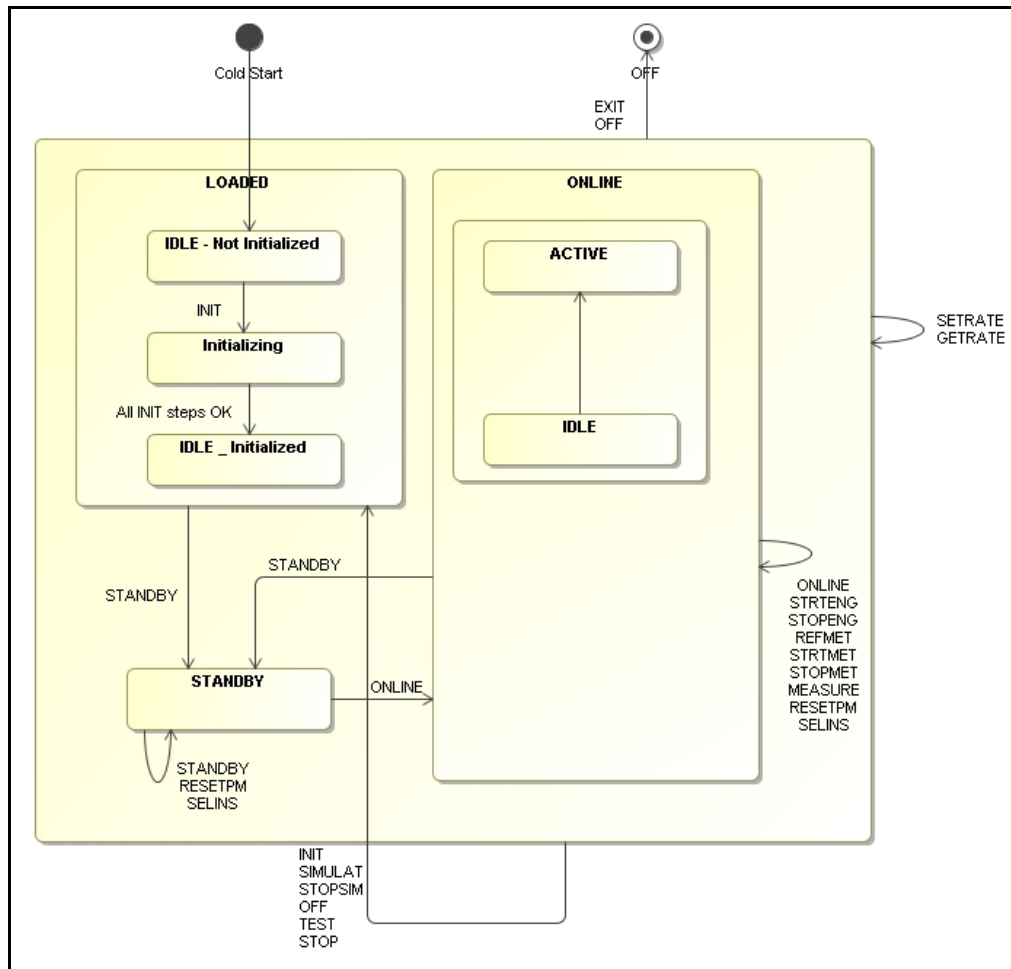 Cold Start
OFF
EXIT
OFF
LOADED
ONLINE
IDLE - Not Initialized
ACTIVE
INIT
SETRATE
GETRATE
Initializing
All INIT steps OK
IDLE
IDLE _ Initialized
STANDBY
STANDBY
ONLINE
STRTENG
STOPENG
REFMET
STRTMET
STOPMET
MEASURE
RESETPM
SELINS
STANDBY
ONLINE
STANDBY
RESETPM
SELINS
INIT
SIMULAT
STOPSIM
OFF
TEST
STOP